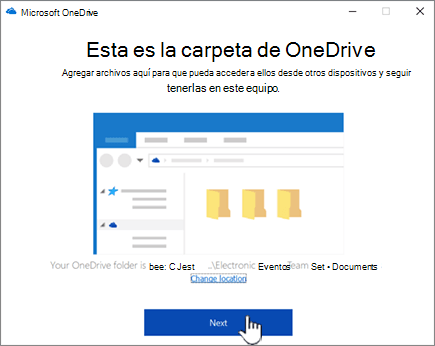 Microsoft OneDrive
Esta es la carpeta de OneDrive
Agregar archivos aquí para que pueda acceder a ellos desde otros dispositivos y seguir
tenerlas en este equipo.
Your OneDrive folder is bee: C Jest ..\Electronic Eventos Team Set • Documents
Change location
Next